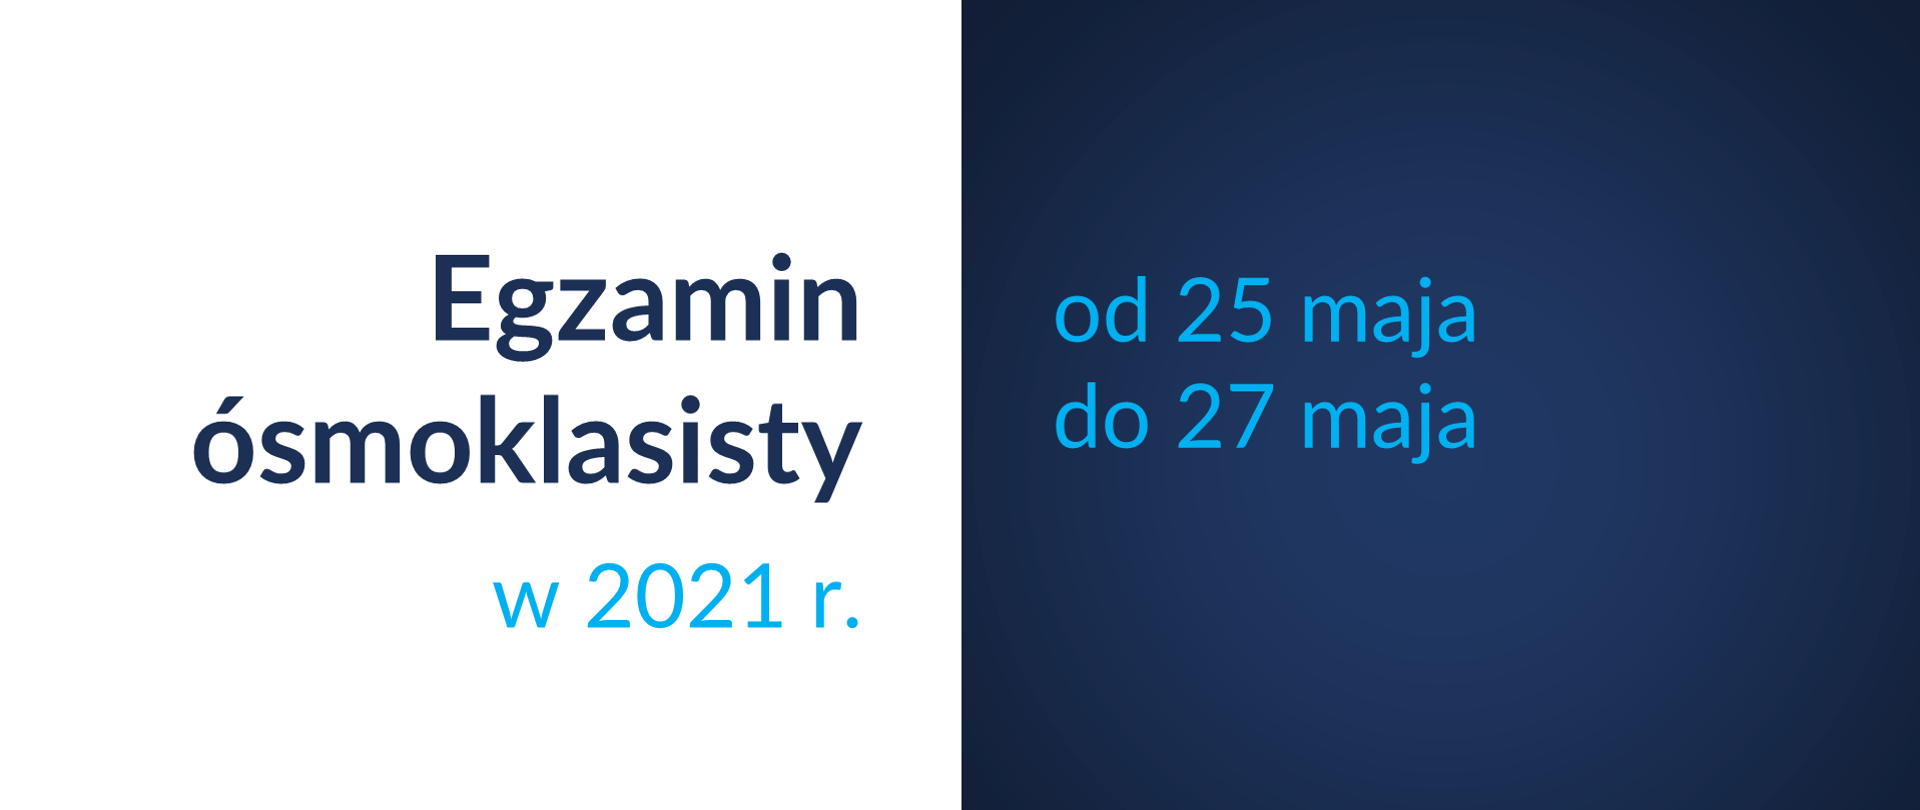 Egzamin
ósmoklasisty
w 2021 r.
od 25 maja
do 27 maja